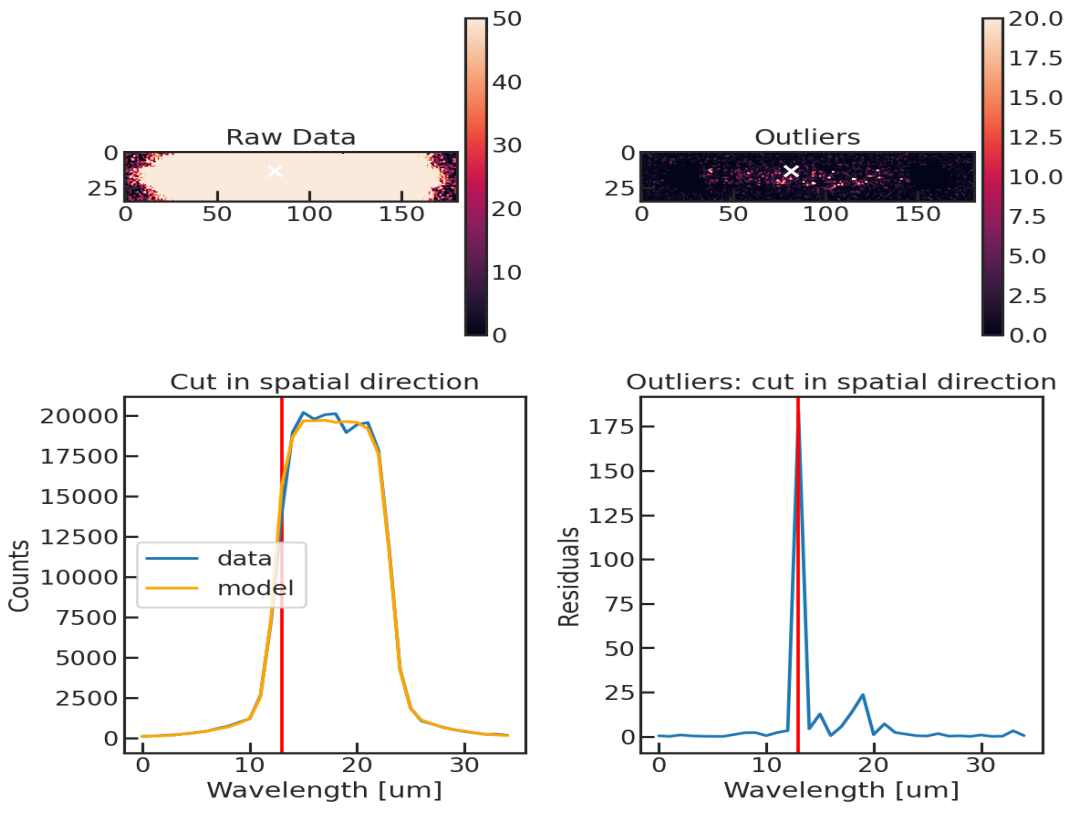 Raw Data
0
25
0 50 100 150
50
40
30
20
10
0
Outliers
0
25
0 50 100 150
20.0
17.5
15.0
12.5
10.0
7.5
5.0
2.5
0.0
Cut in spatial direction
Counts
20000
17500
15000
12500
10000
7500
5000
2500
0
data
model
0 10 20 30
Wavelength [um]
Outliers: cut in spatial direction
Residuals
175
150
125
100
75
50
25
0
0 10 20 30
Wavelength [um]